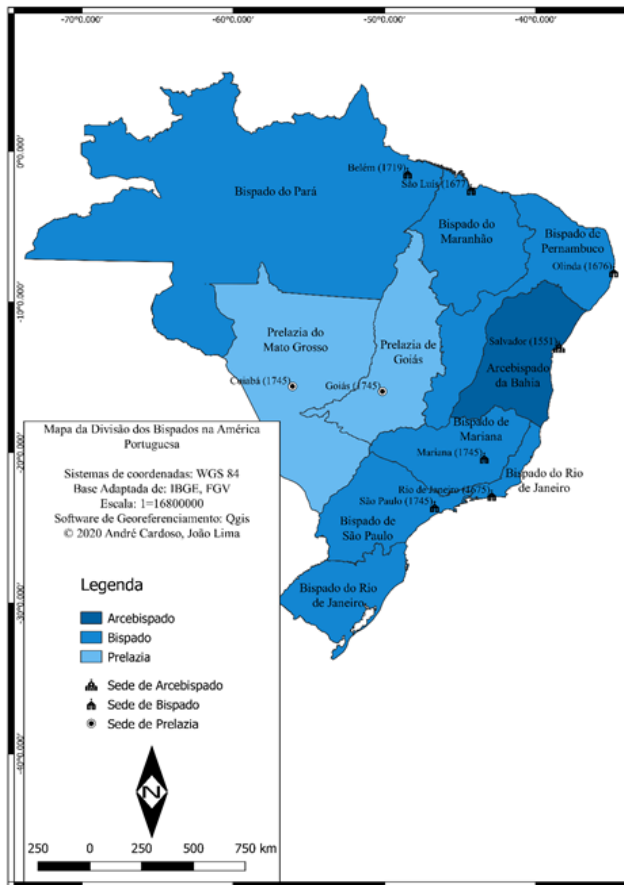 -70°0.000'
-50°0.000'
-40°0.000'
0°0.000'
-10°0.000'
-20°0.000'
-30°0.000'
-40°0.000'
Belém (1719)
São Luís (1677)
Bispado do Pará
Bispado do
Maranhão
Bispado de
Pernambuco
Olinda (1676)
Prelazia do
Mato Grosso
Prelazia de
Goiás
Salvador (1551)
Arcebispado
da Bahia
Cuiabá (1745)
Goiás (1745)
Bispado de
Mariana
Mariana (1745)
Bispado do Rio
de Janeiro
Rio de Janeiro (1675)
São Paulo (1745)
Bispado de
São Paulo
Bispado do Rio
de Janeiro
Mapa da Divisão dos Bispados na América
Portuguesa
Sistemas de coordenadas: WGS 84
Base Adaptada de: IBGE, FGV
Escala: 1=16800000
Software de Georeferenciamento: Qgis
© 2020 André Cardoso, João Lima
Legenda
Arcebispado
Bispado
Prelazia
Sede de Arcebispado
Sede de Bispado
Sede de Prelazia
N
250 0 250 500 750 km